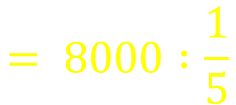 = 8000 : 1/5